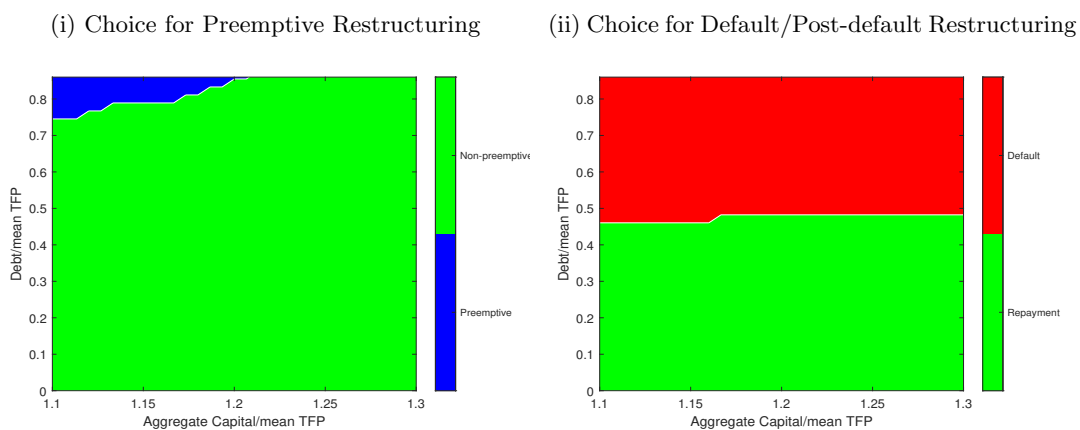 (i) Choice for Preemptive Restructuring
0.8
0.7
0.6
0.5
0.4
0.3
0.2
0.1
0
Debt/mean TFP
1.1
1.15
1.2
1.25
1.3
Aggregate Capital/mean TFP
Non-preemptive
Preemptive
(ii) Choice for Default/Post-default Restructuring
0.8
0.7
0.6
0.5
0.4
0.3
0.2
0.1
0
Debt/mean TFP
1.1
1.15
1.2
1.25
1.3
Aggregate Capital/mean TFP
Default
Repayment